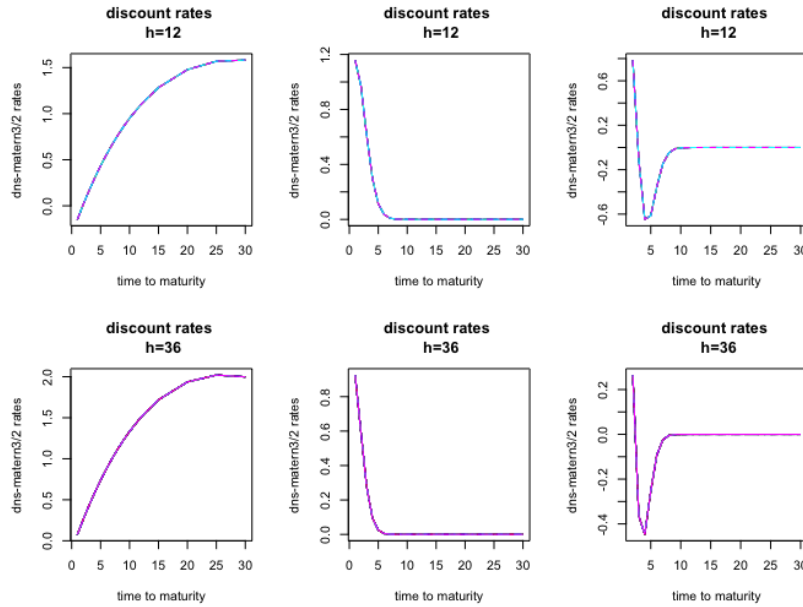 discount rates
h=12
dns-matern3/2 rates
0.0 0.5 1.0 1.5
0 5 10 15 20 25 30
time to maturity
discount rates
h=12
dns-matern3/2 rates
0.0 0.4 0.8 1.2
0 5 10 15 20 25 30
time to maturity
discount rates
h=12
dns-matern3/2 rates
-0.6 -0.2 0.2 0.6
5 10 15 20 25 30
time to maturity
discount rates
h=36
dns-matern3/2 rates
0.0 0.5 1.0 1.5 2.0
0 5 10 15 20 25 30
time to maturity
discount rates
h=36
dns-matern3/2 rates
0.0 0.2 0.4 0.6 0.8
0 5 10 15 20 25 30
time to maturity
discount rates
h=36
dns-matern3/2 rates
-0.4 -0.2 0.0 0.2
5 10 15 20 25 30
time to maturity